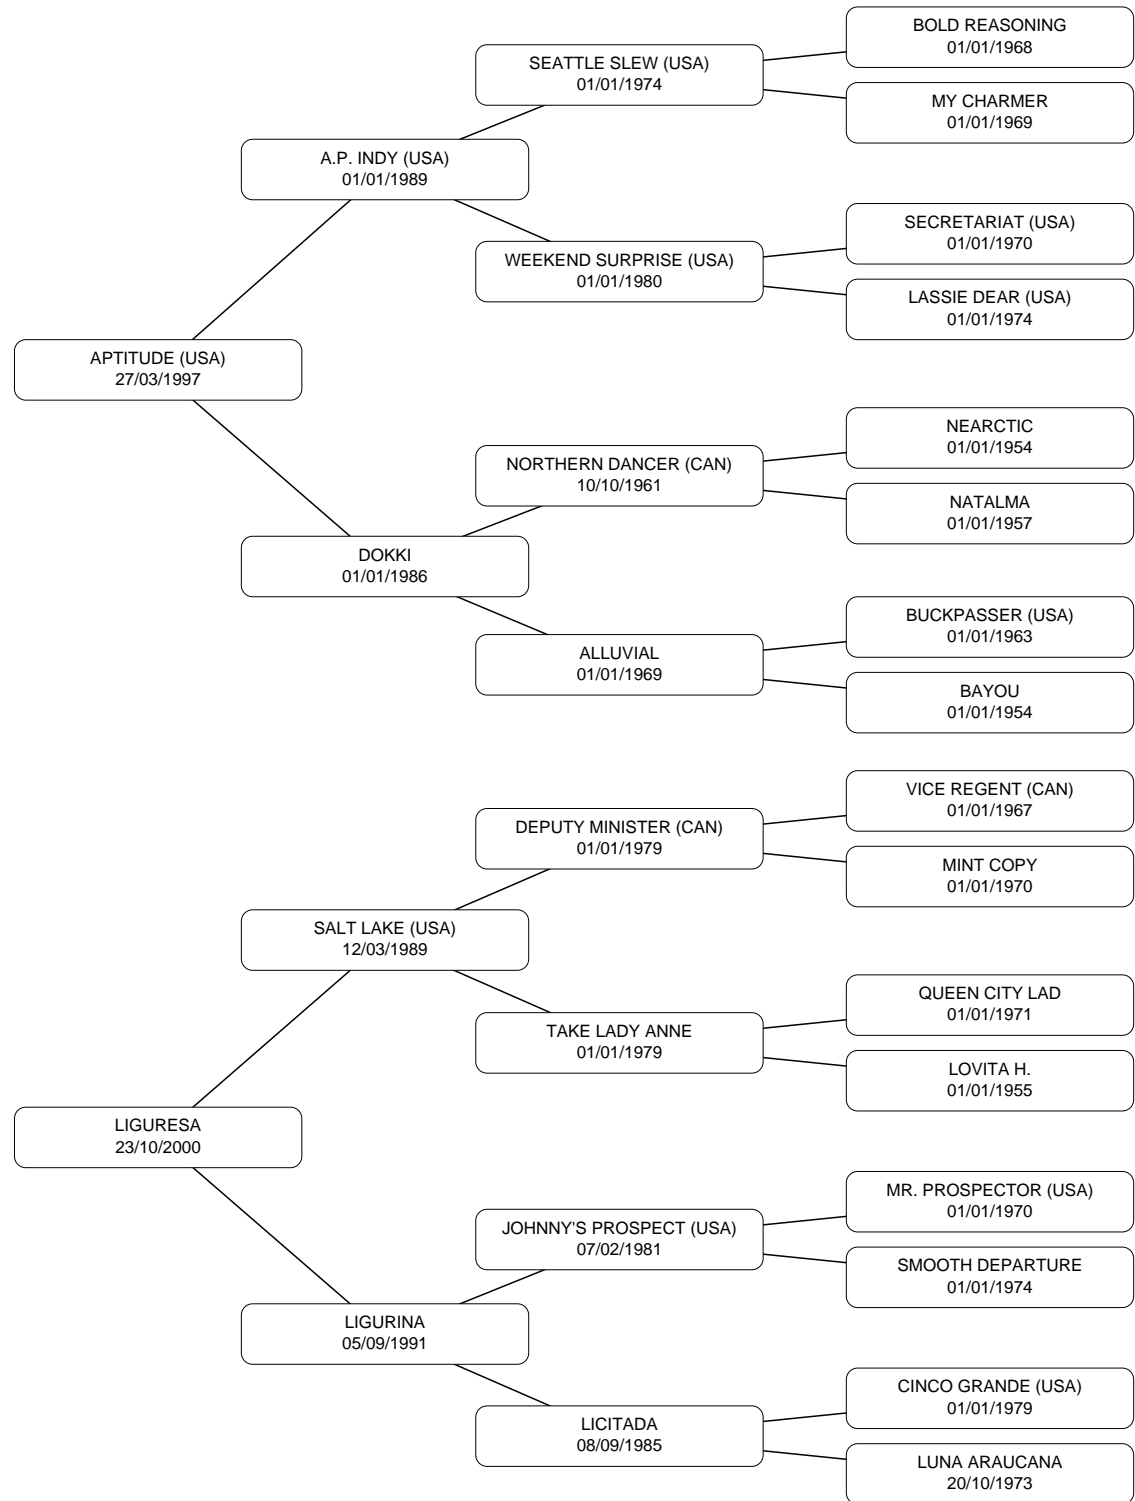 BOLD REASONING
01/01/1968
SEATTLE SLEW (USA)
01/01/1974
MY CHARMER
01/01/1969
A.P. INDY (USA)
01/01/1989
SECRETARIAT (USA)
01/01/1970
WEEKEND SURPRISE (USA)
01/01/1980
LASSIE DEAR (USA)
01/01/1974
APTITUDE (USA)
27/03/1997
NEARCTIC
01/01/1954
NORTHERN DANCER (CAN)
10/10/1961
NATALMA
01/01/1957
DOKKI
01/01/1986
BUCKPASSER (USA)
01/01/1963
ALLUVIAL
01/01/1969
BAYOU
01/01/1954
VICE REGENT (CAN)
01/01/1967
DEPUTY MINISTER (CAN)
01/01/1979
MINT COPY
01/01/1970
SALT LAKE (USA)
12/03/1989
QUEEN CITY LAD
01/01/1971
TAKE LADY ANNE
01/01/1979
LOVITA H.
01/01/1955
LIGURESA
23/10/2000
MR. PROSPECTOR (USA)
01/01/1970
JOHNNY'S PROSPECT (USA)
07/02/1981
SMOOTH DEPARTURE
01/01/1974
LIGURINA
05/09/1991
CINCO GRANDE (USA)
01/01/1979
LICITADA
08/09/1985
LUNA ARAUCANA
20/10/1973